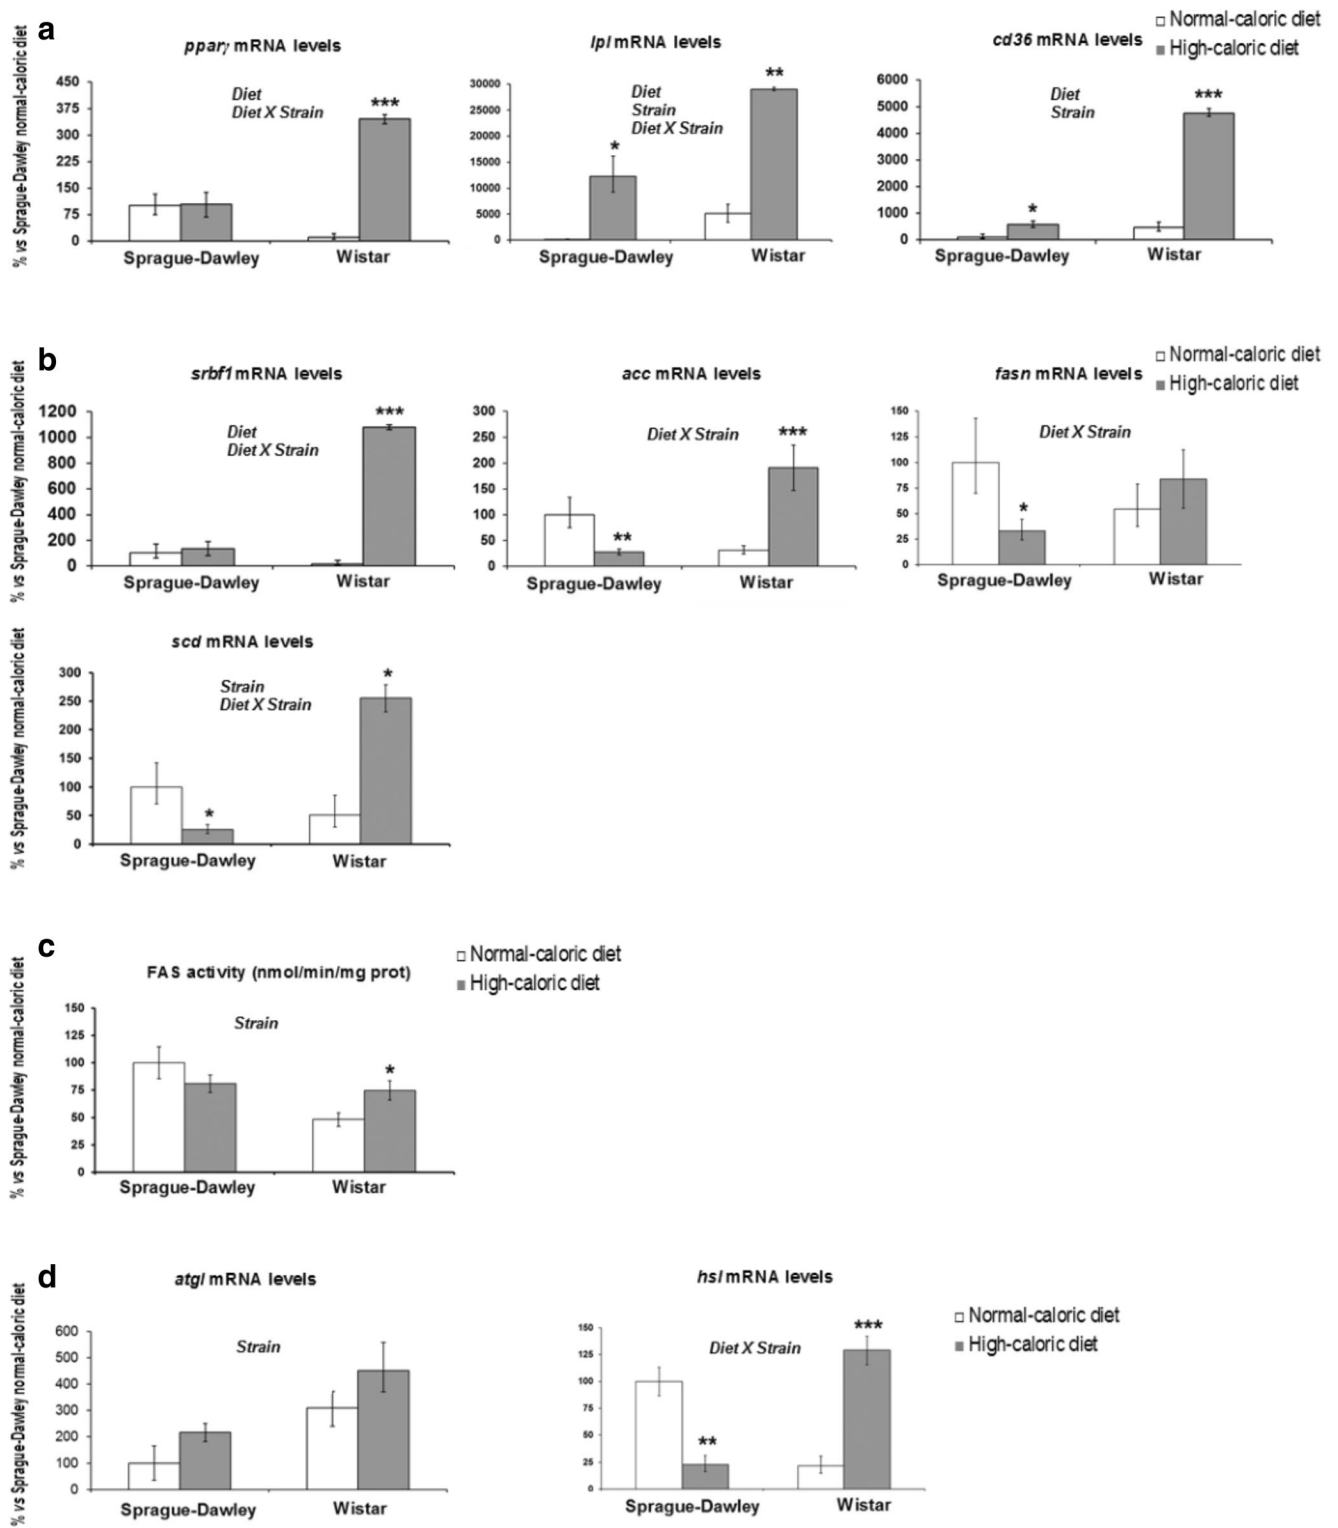 a
Normal-caloric diet
High-caloric diet
pparγ mRNA levels
lpl mRNA levels
cd36 mRNA levels
% vs Sprague-Dawley normal-caloric diet
450
375
300
225
150
75
0
Diet
Diet X Strain
***
Sprague-Dawley Wistar
30000
25000
20000
15000
10000
5000
0
Diet
Strain
Diet X Strain
*
**
Sprague-Dawley Wistar
6000
5000
4000
3000
2000
1000
0
Diet
Strain
*
***
Sprague-Dawley Wistar
b
Normal-caloric diet
High-caloric diet
srbf1 mRNA levels
acc mRNA levels
fasn mRNA levels
% vs Sprague-Dawley normal-caloric diet
1200
1000
800
600
400
200
0
Diet
Diet X Strain
***
Sprague-Dawley Wistar
300
250
200
150
100
50
0
Diet X Strain
**
***
Sprague-Dawley Wistar
150
125
100
75
50
25
0
Diet X Strain
*
Sprague-Dawley Wistar
scd mRNA levels
% vs Sprague-Dawley normal-caloric diet
300
250
200
150
100
50
0
Strain
Diet X Strain
*
*
Sprague-Dawley Wistar
c
Normal-caloric diet
High-caloric diet
FAS activity (nmol/min/mg prot)
% vs Sprague-Dawley normal-caloric diet
150
125
100
75
50
25
0
Strain
*
Sprague-Dawley Wistar
d
atgl mRNA levels
hsl mRNA levels
Normal-caloric diet
High-caloric diet
% vs Sprague-Dawley normal-caloric diet
600
500
400
300
200
100
0
Strain
Sprague-Dawley Wistar
150
125
100
75
50
25
0
Diet X Strain
**
***
Sprague-Dawley Wistar